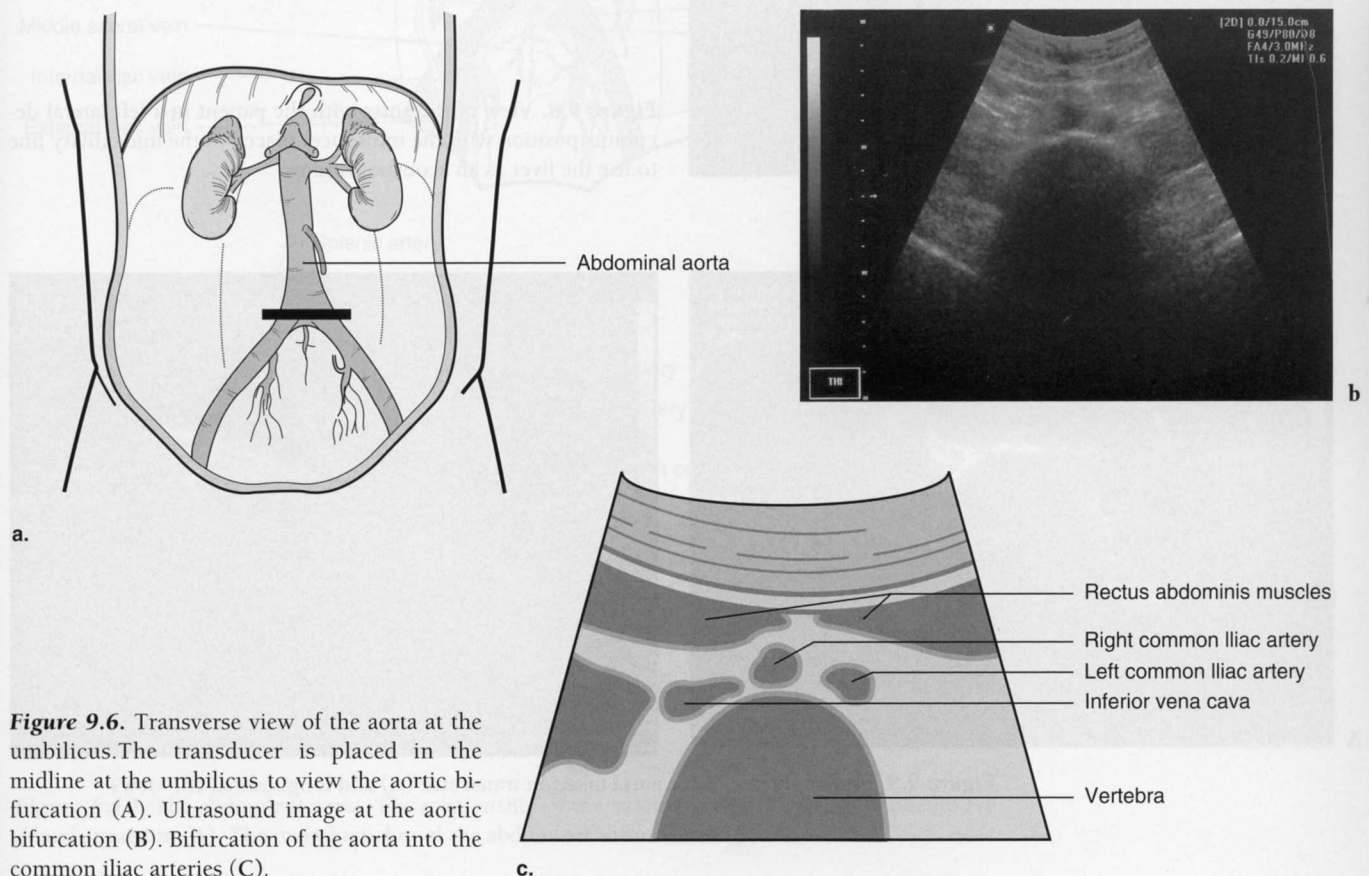 Abdominal aorta
a.
[2D] 0.0/15.0cm
G49/P80/D8
FA4/3.0MHz
TIs 0.2/MI 0.6
THI
b
Rectus abdominis muscles
Right common Iliac artery
Left common Iliac artery
Inferior vena cava
Vertebra
c.
Figure 9.6. Transverse view of the aorta at the
umbilicus.The transducer is placed in the
midline at the umbilicus to view the aortic bi-
furcation (A). Ultrasound image at the aortic
bifurcation (B). Bifurcation of the aorta into the
common iliac arteries (C).